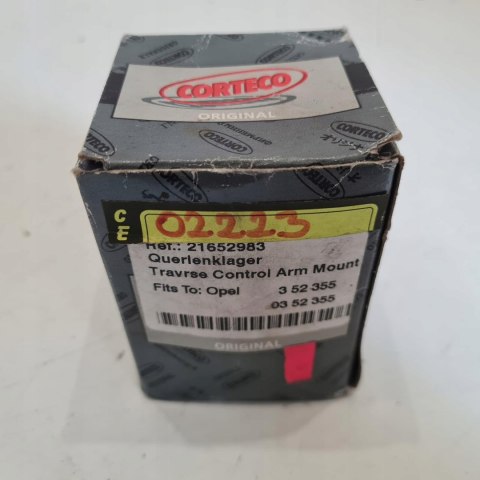 CORTECO
ORIGINAL
CORTECO
CE
02223
Ref.: 21652983
Querlenklager
Travrse Control Arm Mount
Fits To: Opel 3 52 355
03 52 355
ORIGINAL